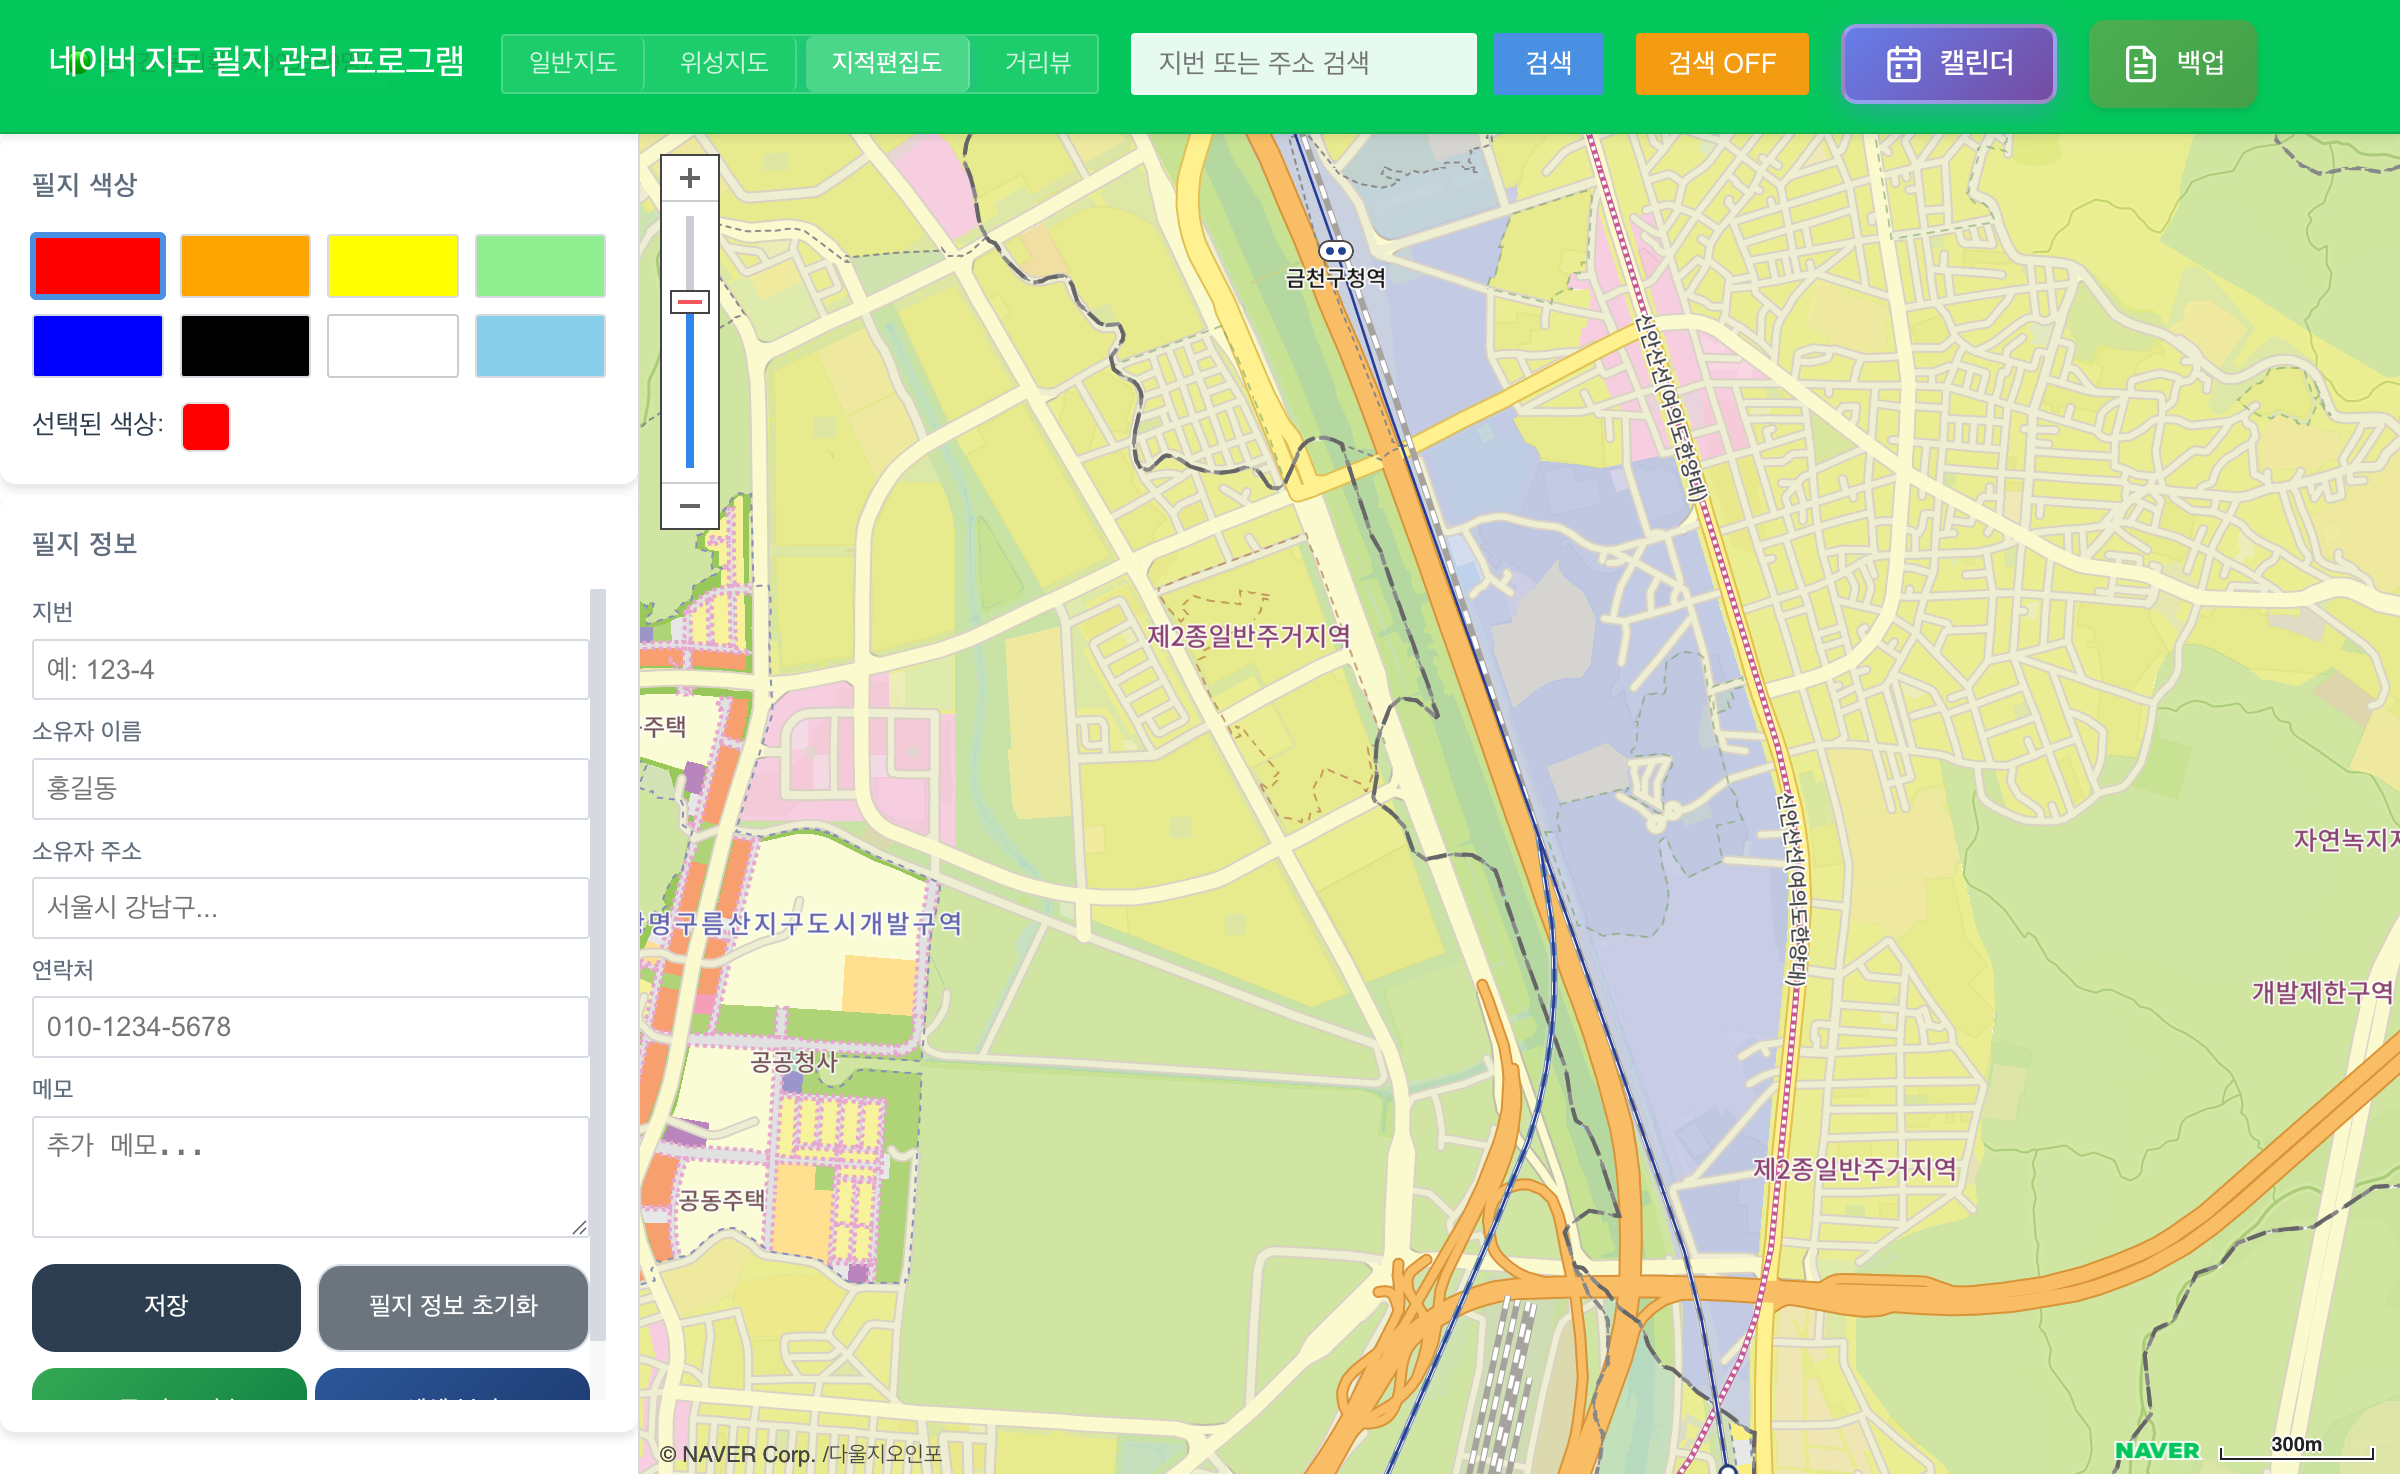 네이버 지도 필지 관리 프로그램
일반지도
위성지도
지적편집도
거리뷰
지번 또는 주소 검색
검색
검색 OFF
캘린더
백업
필지 색상
선택된 색상:
필지 정보
지번
예: 123-4
소유자 이름
홍길동
소유자 주소
서울시 강남구...
연락처
010-1234-5678
메모
추가 메모...
저장
필지 정보 초기화
금천구청역
신안산선(여의도한양대)
제2종일반주거지역
주택
신안산선(여의도한양대)
자연녹지지
명구름산지구도시개발구역
개발제한구역
공공청사
제2종일반주거지역
공동주택
© NAVER Corp. /다울지오인포
NAVER
300m